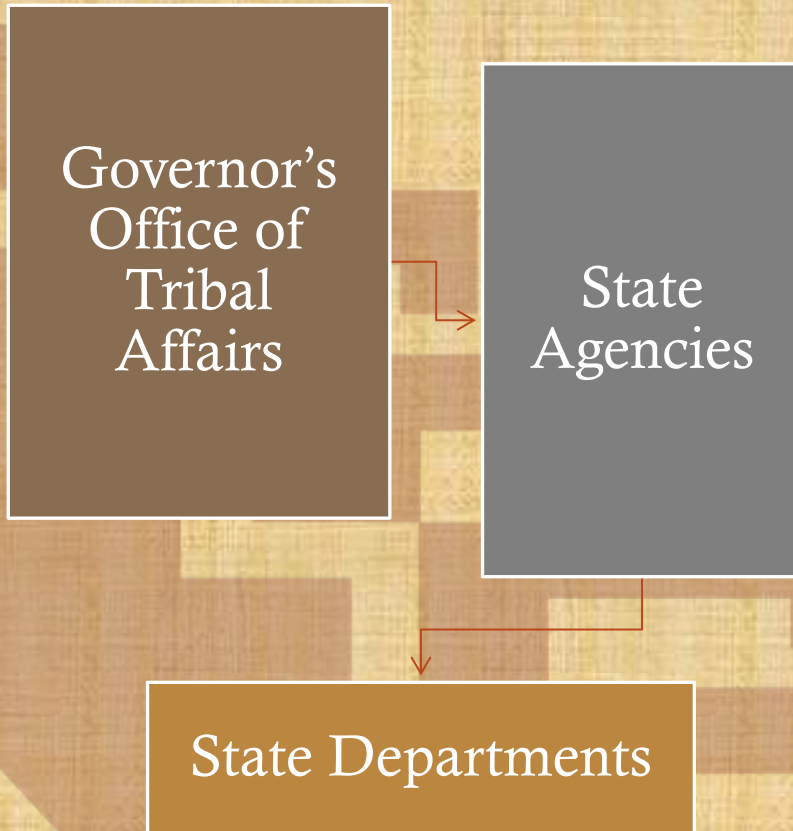 Governor’s
Office of
Tribal
Affairs
State
Agencies
State Departments